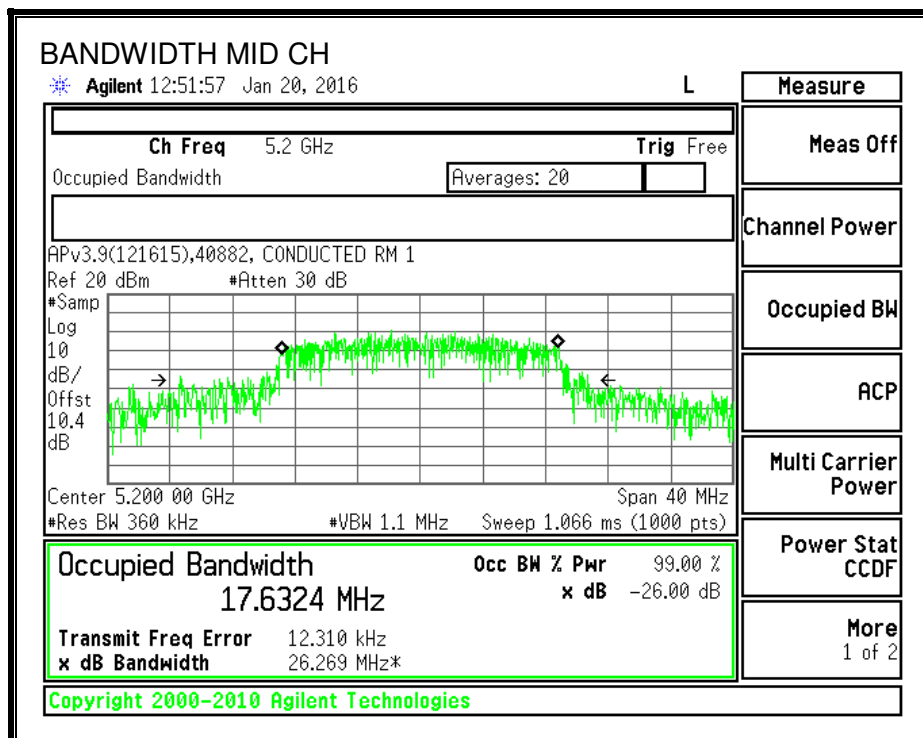 BANDWIDTH MID CH
Agilent 12:51:57 Jan 20, 2016 L
Measure
Ch Freq 5.2 GHz Trig Free
Meas Off
Occupied Bandwidth Averages: 20
Channel Power
APv3.9(121615),40882, CONDUCTED RM 1
Ref 20 dBm #Atten 30 dB
#Samp
Log
10
dB/
Offst
10.4
dB
Occupied BW
ACP
Multi Carrier
Power
Center 5.200 00 GHz Span 40 MHz
#Res BW 360 kHz #VBW 1.1 MHz Sweep 1.066 ms (1000 pts)
Power Stat
CCDF
Occupied Bandwidth Occ BW % Pwr 99.00 %
17.6324 MHz x dB -26.00 dB
Transmit Freq Error 12.310 kHz
x dB Bandwidth 26.269 MHz*
More
1 of 2
Copyright 2000-2010 Agilent Technologies